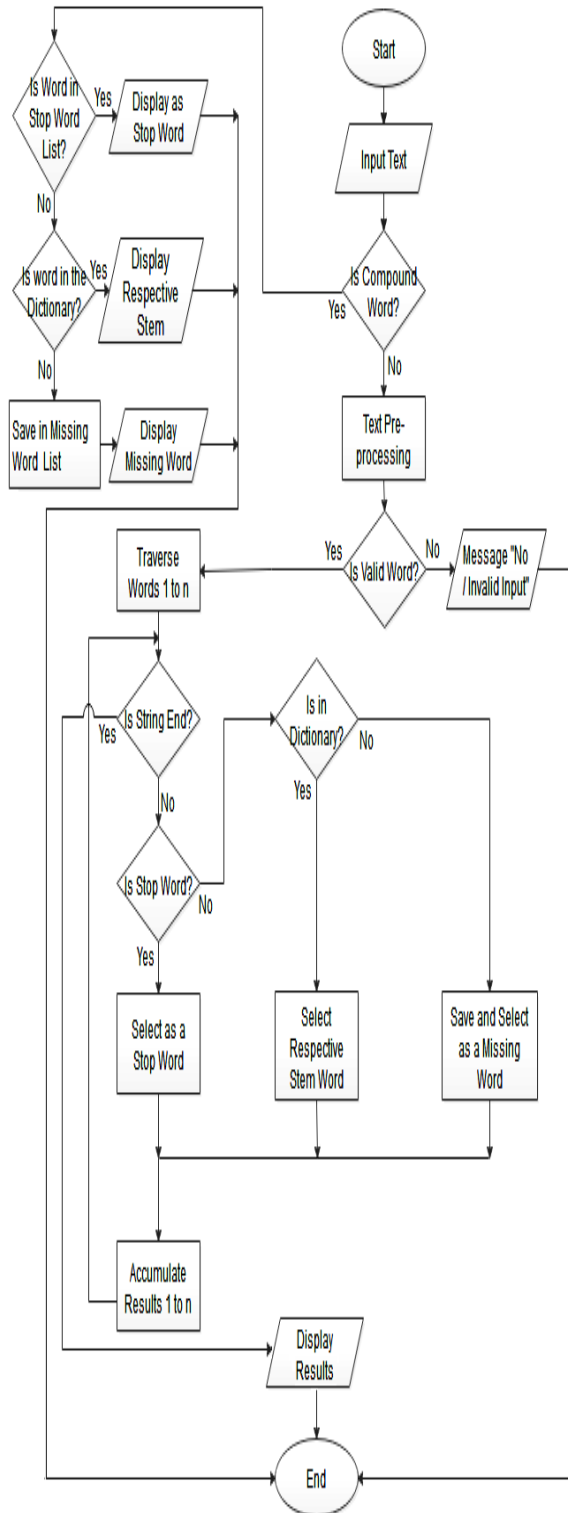 Start
Input Text
Is Compound
Word?
Yes
No
Is Word in
Stop Word
List?
Yes
Display as
Stop Word
No
Is word in the
Dictionary?
Yes
Display
Respective
Stem
No
Save in Missing
Word List
Display
Missing Word
Text Pre-
processing
Is Valid Word?
Yes
No
Message "No
/ Invalid Input"
Traverse
Words 1 to n
Is String End?
Yes
No
Is Stop Word?
No
Yes
Is in
Dictionary?
No
Yes
Select as a
Stop Word
Select
Respective
Stem Word
Save and Select
as a Missing
Word
Accumulate
Results 1 to n
Display
Results
End